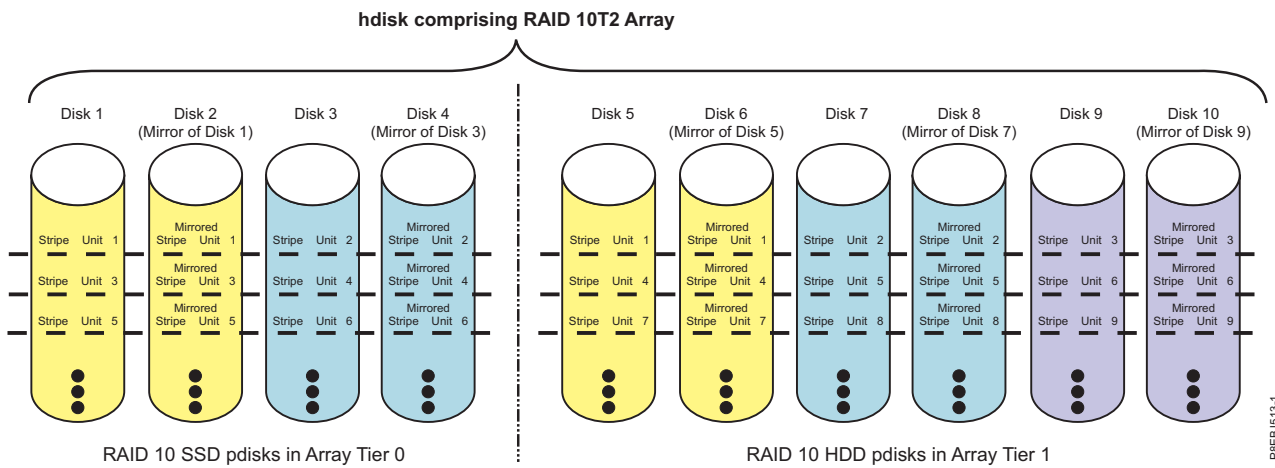 hdisk comprising RAID 10T2 Array
Disk 1
Disk 2
(Mirror of Disk 1)
Disk 3
Disk 4
(Mirror of Disk 3)
Disk 5
Disk 6
(Mirror of Disk 5)
Disk 7
Disk 8
(Mirror of Disk 7)
Disk 9
Disk 10
(Mirror of Disk 9)
Stripe Unit 1
Mirrored
Stripe Unit 1
Stripe Unit 2
Mirrored
Stripe Unit 2
Stripe Unit 1
Mirrored
Stripe Unit 1
Stripe Unit 2
Mirrored
Stripe Unit 2
Stripe Unit 3
Mirrored
Stripe Unit 3
Stripe Unit 3
Mirrored
Stripe Unit 3
Stripe Unit 4
Mirrored
Stripe Unit 4
Stripe Unit 4
Mirrored
Stripe Unit 4
Stripe Unit 5
Mirrored
Stripe Unit 5
Stripe Unit 6
Mirrored
Stripe Unit 6
Stripe Unit 5
Mirrored
Stripe Unit 5
Stripe Unit 6
Mirrored
Stripe Unit 6
Stripe Unit 7
Mirrored
Stripe Unit 7
Stripe Unit 8
Mirrored
Stripe Unit 8
Stripe Unit 9
Mirrored
Stripe Unit 9
RAID 10 SSD pdisks in Array Tier 0
RAID 10 HDD pdisks in Array Tier 1